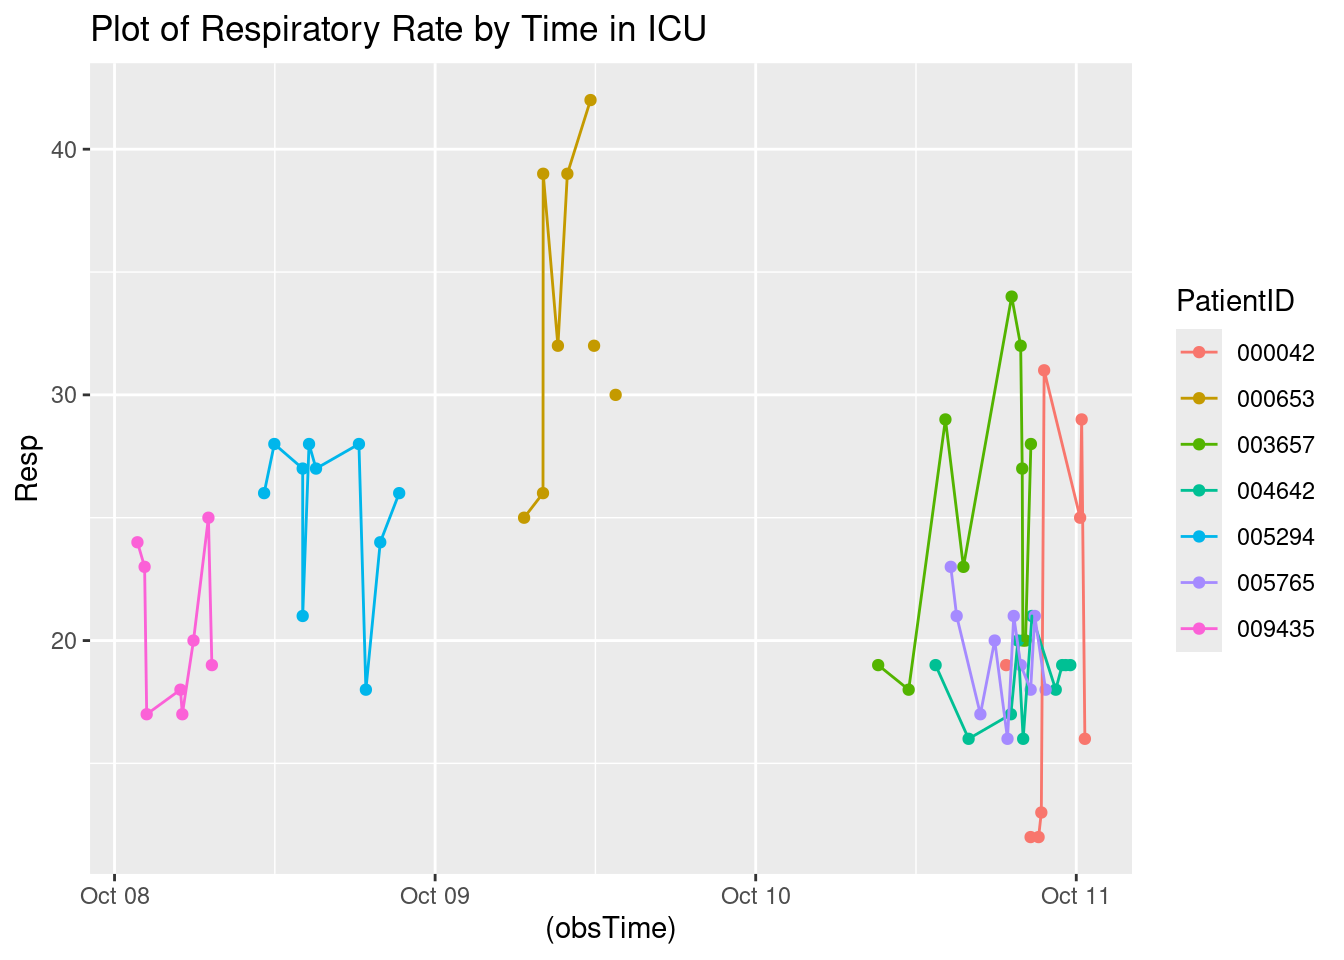 Plot of Respiratory Rate by Time in ICU
40
30
20
Resp
Oct 08
Oct 09
Oct 10
Oct 11
(obsTime)
PatientID
000042
000653
003657
004642
005294
005765
009435